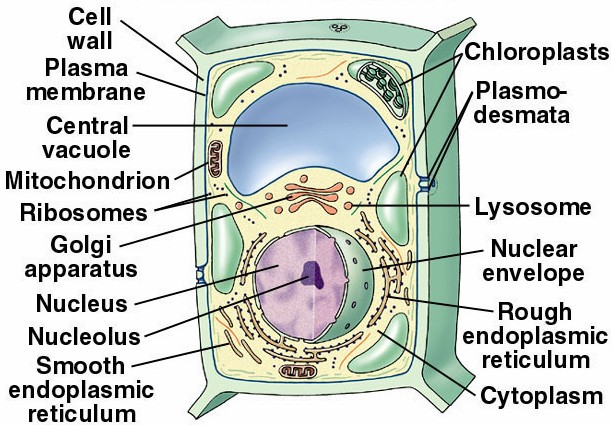 Cell
wall
Plasma
membrane
Central
vacuole
Mitochondrion
Ribosomes
Golgi
apparatus
Nucleus
Nucleolus
Smooth
endoplasmic
reticulum
Chloroplasts
Plasmo-
desmata
Lysosome
Nuclear
envelope
Rough
endoplasmic
reticulum
Cytoplasm